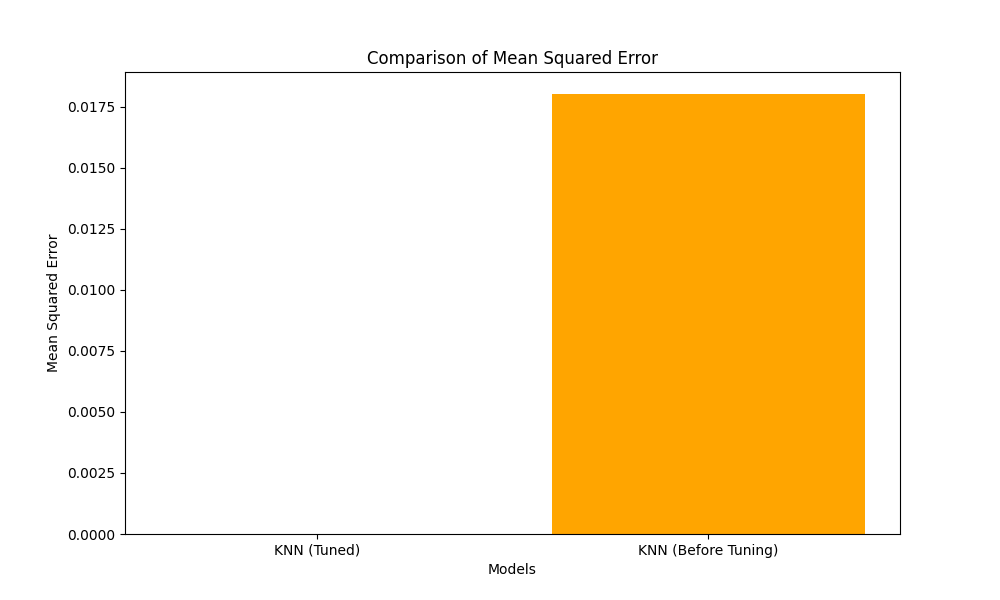 Comparison of Mean Squared Error
Mean Squared Error
0.0175
0.0150
0.0125
0.0100
0.0075
0.0050
0.0025
0.0000
KNN (Tuned)
KNN (Before Tuning)
Models